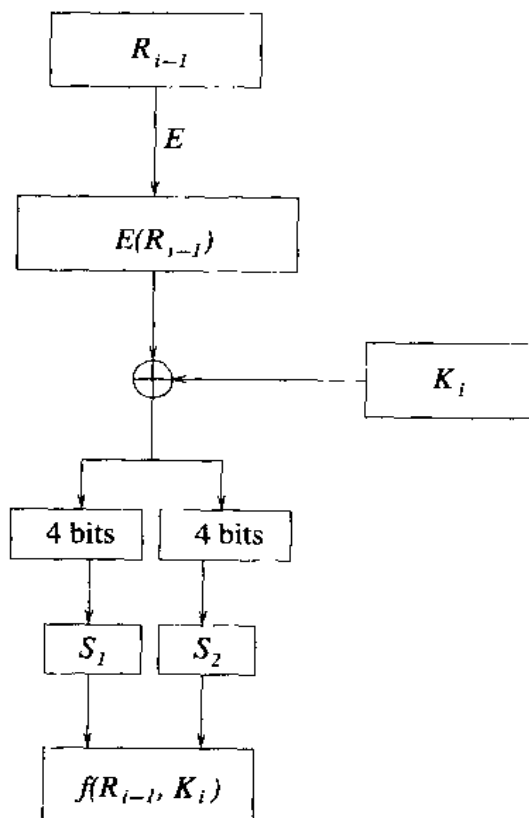 R_{i-1}
E
E(R_{i-1})
K_i
4 bits 4 bits
S_1 S_2
f(R_{i-1}, K_i)